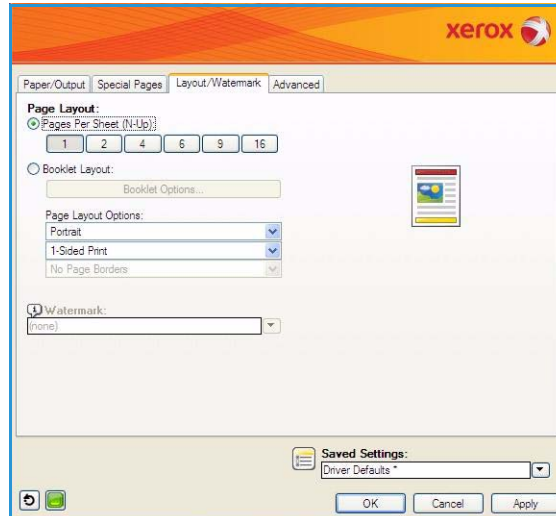 xerox
Paper/Output Special Pages Layout/Watermark Advanced
Page Layout:
Pages Per Sheet (N-Up):
1 2 4 6 9 16
Booklet Layout:
Booklet Options...
Page Layout Options:
Portrait
1-Sided Print
No Page Borders
Watermark:
(none)
Saved Settings:
Driver Defaults *
OK Cancel Apply